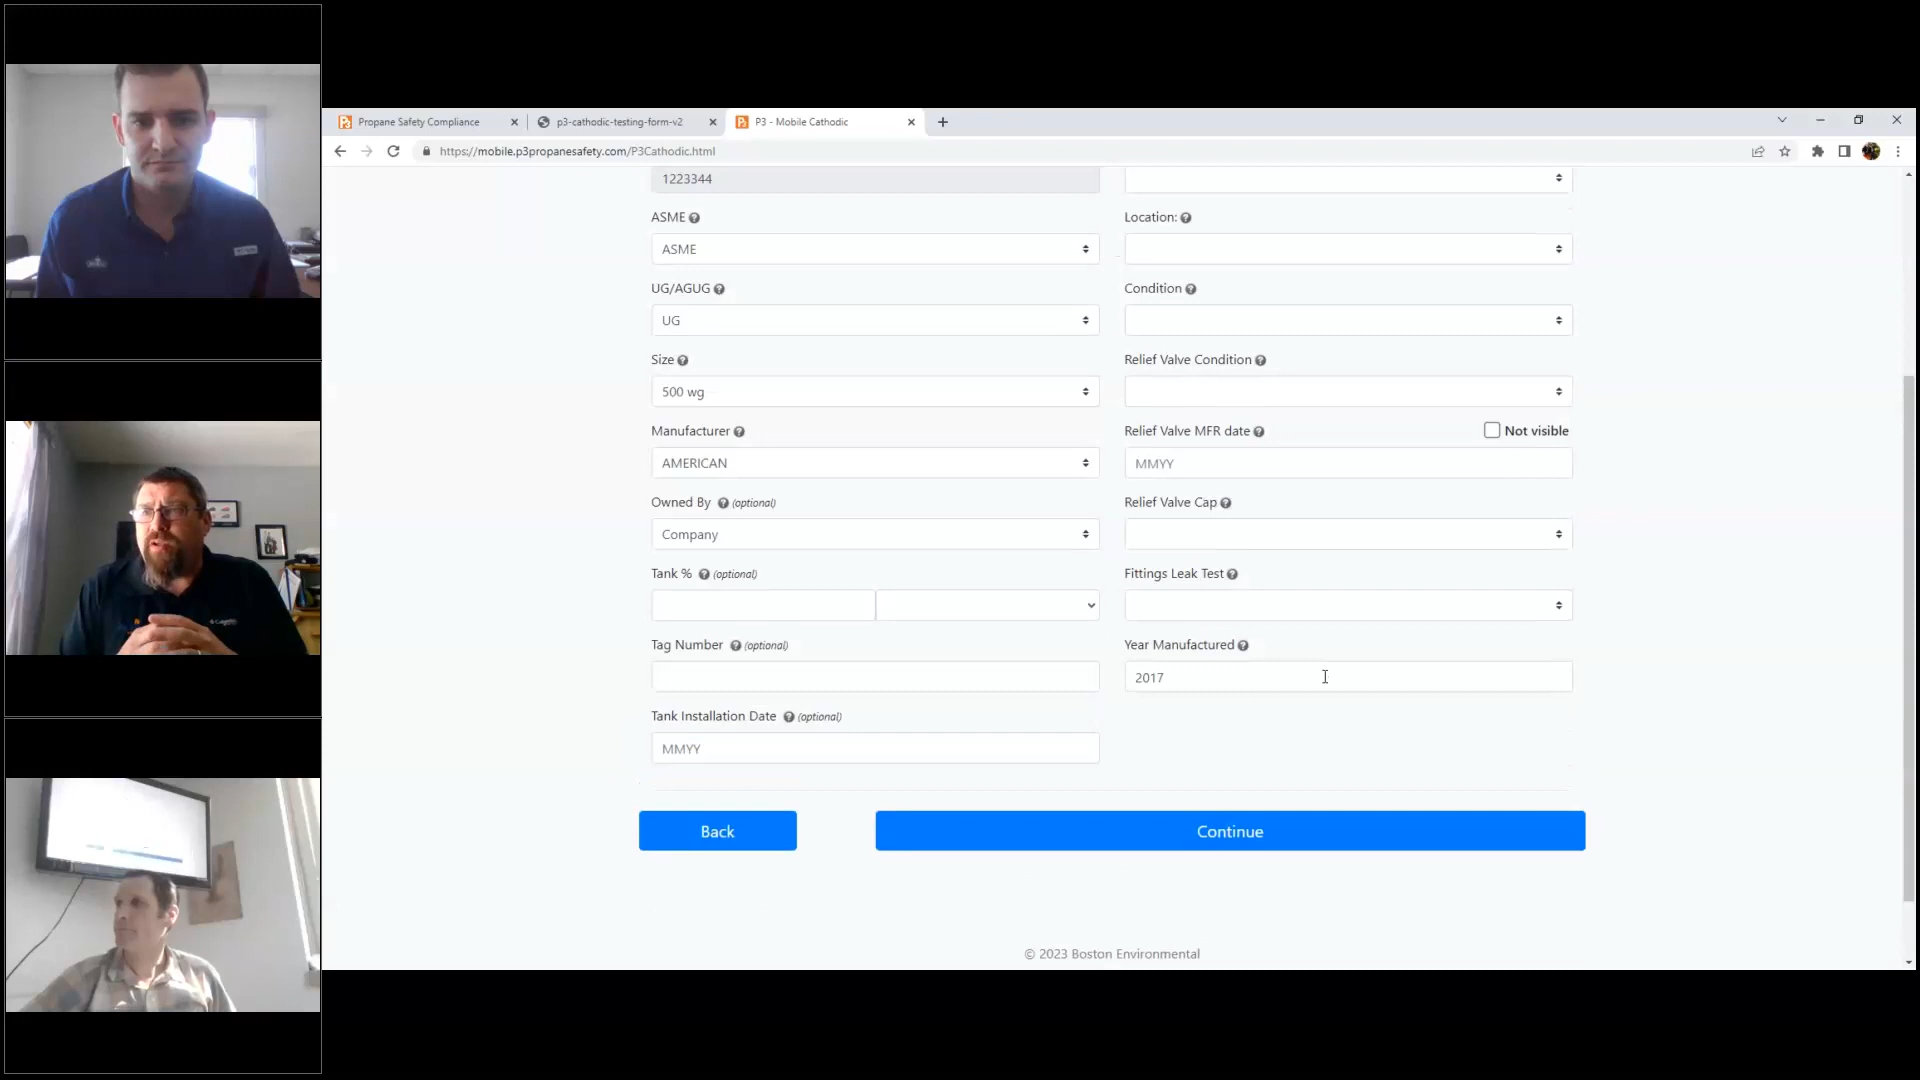 Propane Safety Compliance
p3-cathodic-testing-form-v2
P3 - Mobile Cathodic
https://mobile.p3propanesafety.com/P3Cathodic.html
1223344
ASME
Location:
ASME
UG/AGUG
Condition
UG
Size
Relief Valve Condition
500 wg
Manufacturer
Relief Valve MFR date
Not visible
AMERICAN
MMYY
Owned By (optional)
Relief Valve Cap
Company
Tank % (optional)
Fittings Leak Test
Tag Number (optional)
Year Manufactured
2017
Tank Installation Date (optional)
MMYY
Back
Continue
© 2023 Boston Environmental